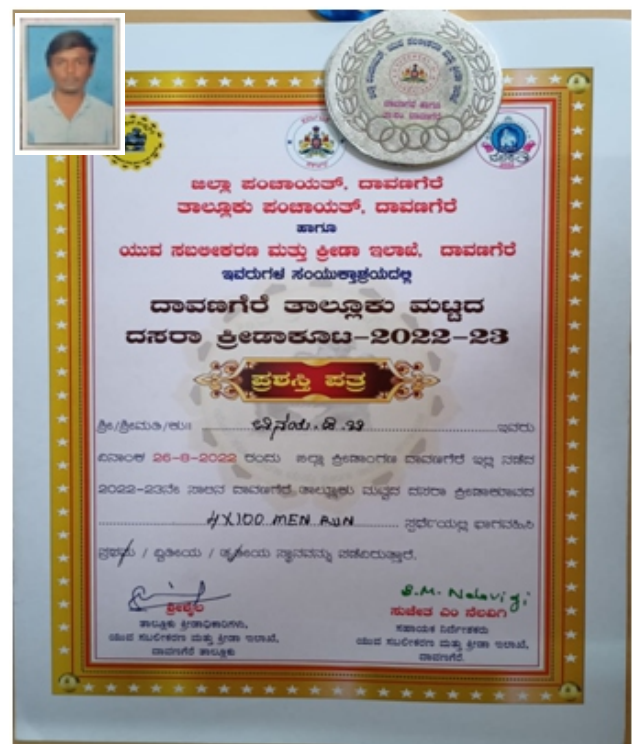 ಜಿಲ್ಲಾ ಪಂಚಾಯತ್, ದಾವಣಗೆರೆ
ತಾಲ್ಲೂಕು ಪಂಚಾಯತ್, ದಾವಣಗೆರೆ
ಹಾಗೂ
ಯುವ ಸಬಲೀಕರಣ ಮತ್ತು ಕ್ರೀಡಾ ಇಲಾಖೆ, ದಾವಣಗೆರೆ
ಇವರುಗಳ ಸಂಯುಕ್ತಾಶ್ರಯದಲ್ಲಿ
ದಾವಣಗೆರೆ ತಾಲ್ಲೂಕು ಮಟ್ಟದ
ದಸರಾ ಕ್ರೀಡಾಕೂಟ-2022-23
ಪ್ರಶಸ್ತಿ ಪತ್ರ
ಶ್ರೀ/ಶ್ರೀಮತಿ/ಕುಃ ವಿನಯ. ಇವರು
ದಿನಾಂಕ 26-8-2022 ರಂದು ಜಿಲ್ಲಾ ಕ್ರೀಡಾಂಗಣ ದಾವಣಗೆರೆ ಇಲ್ಲಿ ನಡೆದ
2022-23ನೇ ಸಾಲಿನ ದಾವಣಗೆರೆ ತಾಲ್ಲೂಕು ಮಟ್ಟದ ದಸರಾ ಕ್ರೀಡಾಕೂಟದ
4X100 MEN RUN ಸ್ಪರ್ಧೆಯಲ್ಲಿ ಭಾಗವಹಿಸಿ
ಪ್ರಥಮ / ದ್ವಿತೀಯ / ತೃತೀಯ ಸ್ಥಾನವನ್ನು ಪಡೆದಿರುತ್ತಾರೆ.
S.M. Nelavigi
ಸುಚೇತ ಎಂ ನೆಲವಿಗಿ
ತಾಲ್ಲೂಕು ಕ್ರೀಡಾಧಿಕಾರಿಗಳು,
ಸಹಾಯಕ ನಿರ್ದೇಶಕರು
ಯುವ ಸಬಲೀಕರಣ ಮತ್ತು ಕ್ರೀಡಾ ಇಲಾಖೆ,
ಯುವ ಸಬಲೀಕರಣ ಮತ್ತು ಕ್ರೀಡಾ ಇಲಾಖೆ,
ದಾವಣಗೆರೆ ತಾಲ್ಲೂಕು
ದಾವಣಗೆರೆ.